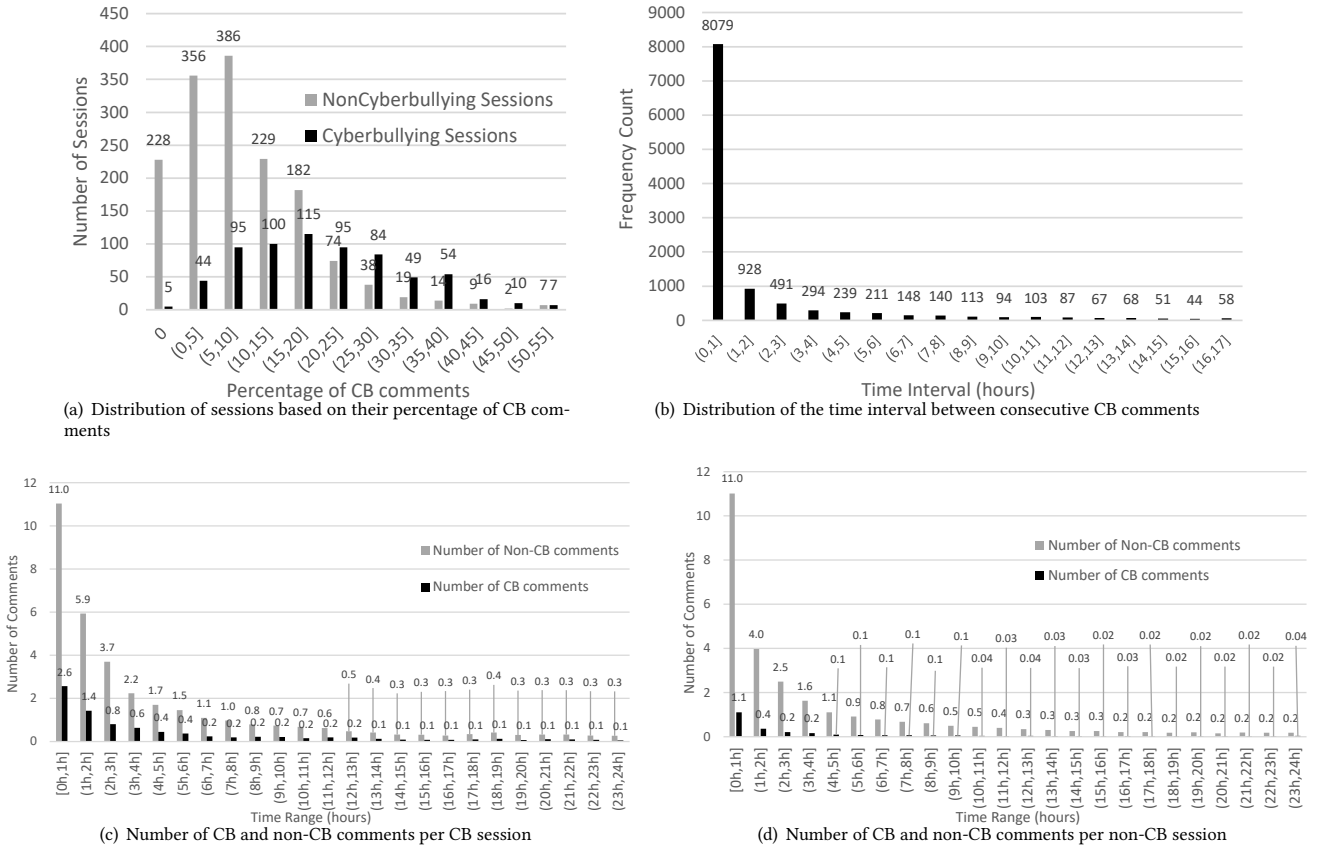 450
400
350
300
250
200
150
100
50
0
Number of Sessions
228
356
386
229
182
74
38
19
14
9
2
7
5
44
95
100
115
95
84
49
54
16
10
7
NonCyberbullying Sessions
Cyberbullying Sessions
0
(0,5]
(5,10]
(10,15]
(15,20]
(20,25]
(25,30]
(30,35]
(35,40]
(40,45]
(45,50]
(50,55]
Percentage of CB comments
(a) Distribution of sessions based on their percentage of CB com-
ments
9000
8000
7000
6000
5000
4000
3000
2000
1000
0
Frequency Count
8079
928
491
294
239
211
148
140
113
94
103
87
67
68
51
44
58
(0,1]
(1,2]
(2,3]
(3,4]
(4,5]
(5,6]
(6,7]
(7,8]
(8,9]
(9,10]
(10,11]
(11,12]
(12,13]
(13,14]
(14,15]
(15,16]
(16,17]
Time Interval (hours)
(b) Distribution of the time interval between consecutive CB comments
12
10
8
6
4
2
0
Number of Comments
11.0
5.9
3.7
2.2
1.7
1.5
1.1
1.0
0.8
0.7
0.7
0.6
0.5
0.4
0.3
0.3
0.3
0.3
0.4
0.3
0.3
0.3
0.3
0.3
2.6
1.4
0.8
0.6
0.4
0.4
0.2
0.2
0.2
0.2
0.2
0.2
0.2
0.1
0.1
0.1
0.1
0.1
0.1
0.1
0.1
0.1
0.1
0.1
Number of Non-CB comments
Number of CB comments
[0h,1h]
(1h,2h]
(2h,3h]
(3h,4h]
(4h,5h]
(5h,6h]
(6h,7h]
(7h,8h]
(8h,9h]
(9h,10h]
(10h,11h]
(11h,12h]
(12h,13h]
(13h,14h]
(14h,15h]
(15h,16h]
(16h,17h]
(17h,18h]
(18h,19h]
(19h,20h]
(20h,21h]
(21h,22h]
(22h,23h]
(23h,24h]
Time Range (hours)
(c) Number of CB and non-CB comments per CB session
12
10
8
6
4
2
0
Number of Comments
11.0
4.0
2.5
1.6
1.1
0.9
0.8
0.7
0.6
0.5
0.5
0.4
0.3
0.3
0.3
0.3
0.2
0.2
0.2
0.2
0.2
0.2
0.2
0.2
1.1
0.4
0.2
0.2
0.1
0.1
0.1
0.1
0.1
0.1
0.04
0.03
0.04
0.03
0.03
0.02
0.03
0.02
0.02
0.02
0.02
0.02
0.02
0.04
Number of Non-CB comments
Number of CB comments
[0h,1h]
(1h,2h]
(2h,3h]
(3h,4h]
(4h,5h]
(5h,6h]
(6h,7h]
(7h,8h]
(8h,9h]
(9h,10h]
(10h,11h]
(11h,12h]
(12h,13h]
(13h,14h]
(14h,15h]
(15h,16h]
(16h,17h]
(17h,18h]
(18h,19h]
(19h,20h]
(20h,21h]
(21h,22h]
(22h,23h]
(23h,24h]
Time Range (hours)
(d) Number of CB and non-CB comments per non-CB session